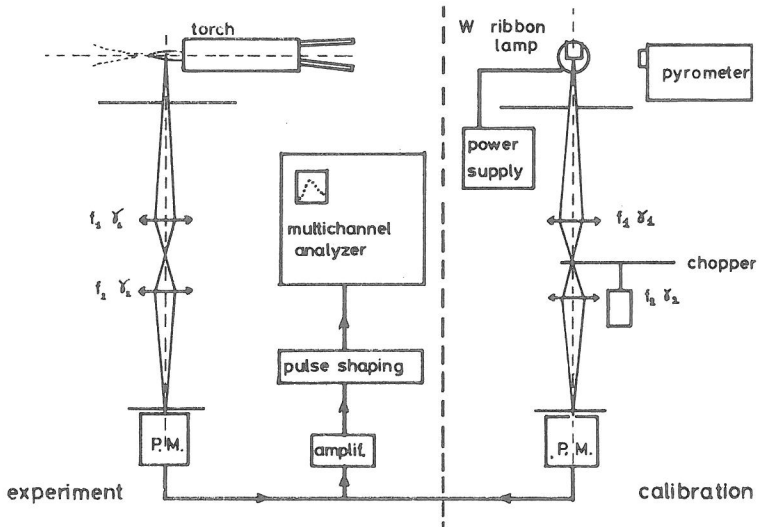 torch
W ribbon
lamp
pyrometer
power
supply
multichannel
analyzer
f₁ γ₁
f₁ γ₁
chopper
f₂ γ₂
f₂ γ₂
pulse shaping
P.M.
amplif.
P.M.
experiment
calibration